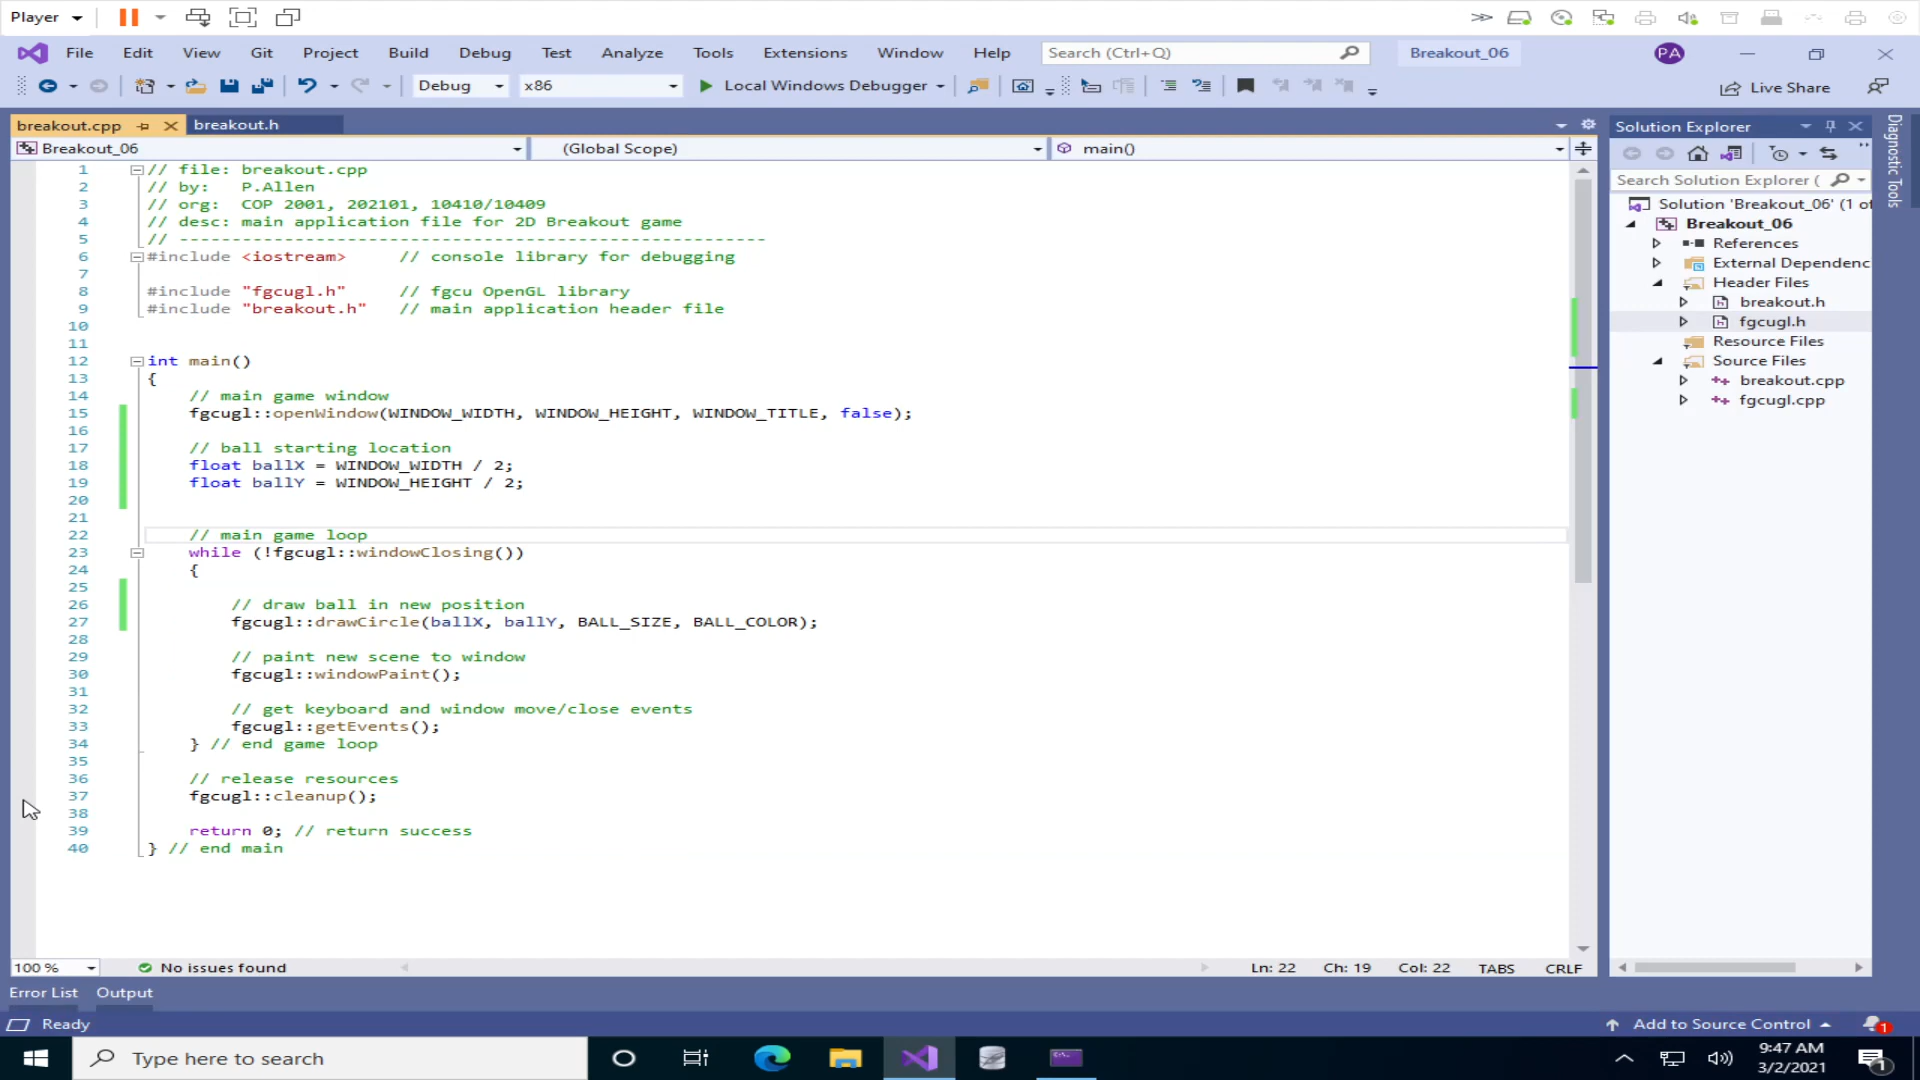 Player
File Edit View Git Project Build Debug Test Analyze Tools Extensions Window Help Search (Ctrl+Q) Breakout_06 PA
Debug x86 Local Windows Debugger Live Share
breakout.cpp breakout.h
Breakout_06 (Global Scope) main()
1 // file: breakout.cpp
2 // by: P.Allen
3 // org: COP 2001, 202101, 10410/10409
4 // desc: main application file for 2D Breakout game
5 // --------------------------------------------------------
6 #include <iostream> // console library for debugging
7
8 #include "fgcugl.h" // fgcu OpenGL library
9 #include "breakout.h" // main application header file
10
11
12 int main()
13 {
14 // main game window
15 fgcugl::openWindow(WINDOW_WIDTH, WINDOW_HEIGHT, WINDOW_TITLE, false);
16
17 // ball starting location
18 float ballX = WINDOW_WIDTH / 2;
19 float ballY = WINDOW_HEIGHT / 2;
20
21
22 // main game loop
23 while (!fgcugl::windowClosing())
24 {
25
26 // draw ball in new position
27 fgcugl::drawCircle(ballX, ballY, BALL_SIZE, BALL_COLOR);
28
29 // paint new scene to window
30 fgcugl::windowPaint();
31
32 // get keyboard and window move/close events
33 fgcugl::getEvents();
34 } // end game loop
35
36 // release resources
37 fgcugl::cleanup();
38
39 return 0; // return success
40 } // end main
100 % No issues found Ln: 22 Ch: 19 Col: 22 TABS CRLF
Solution Explorer
Search Solution Explorer (
Solution 'Breakout_06' (1 of
Breakout_06
References
External Dependenc
Header Files
breakout.h
fgcugl.h
Resource Files
Source Files
breakout.cpp
fgcugl.cpp
Diagnostic Tools
Error List Output
Ready Add to Source Control 1
Type here to search
9:47 AM
3/2/2021
1